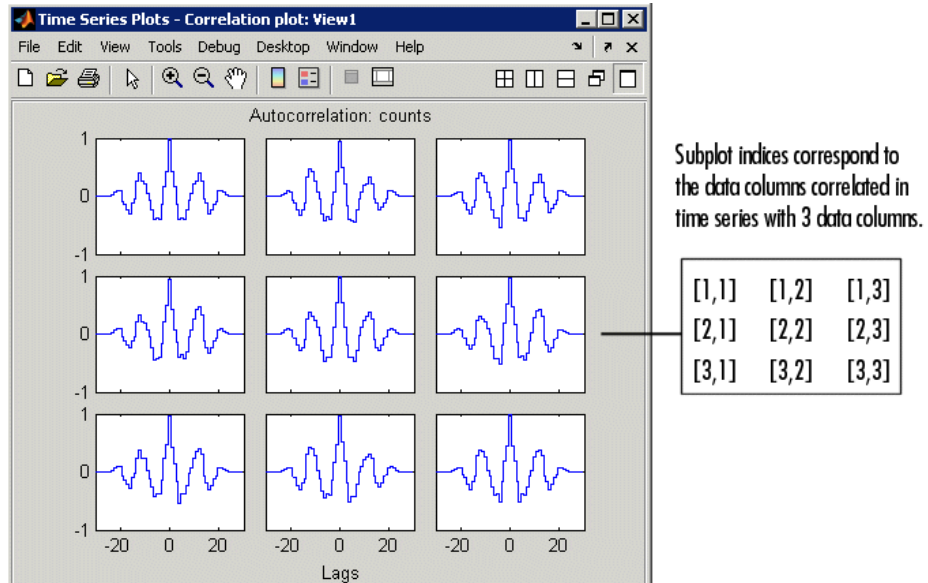 Time Series Plots - Correlation plot: View1
File Edit View Tools Debug Desktop Window Help
Autocorrelation: counts
1
0
-1
1
0
-1
1
0
-1
-20 0 20 -20 0 20 -20 0 20
Lags
Subplot indices correspond to
the data columns correlated in
time series with 3 data columns.
[1,1] [1,2] [1,3]
[2,1] [2,2] [2,3]
[3,1] [3,2] [3,3]